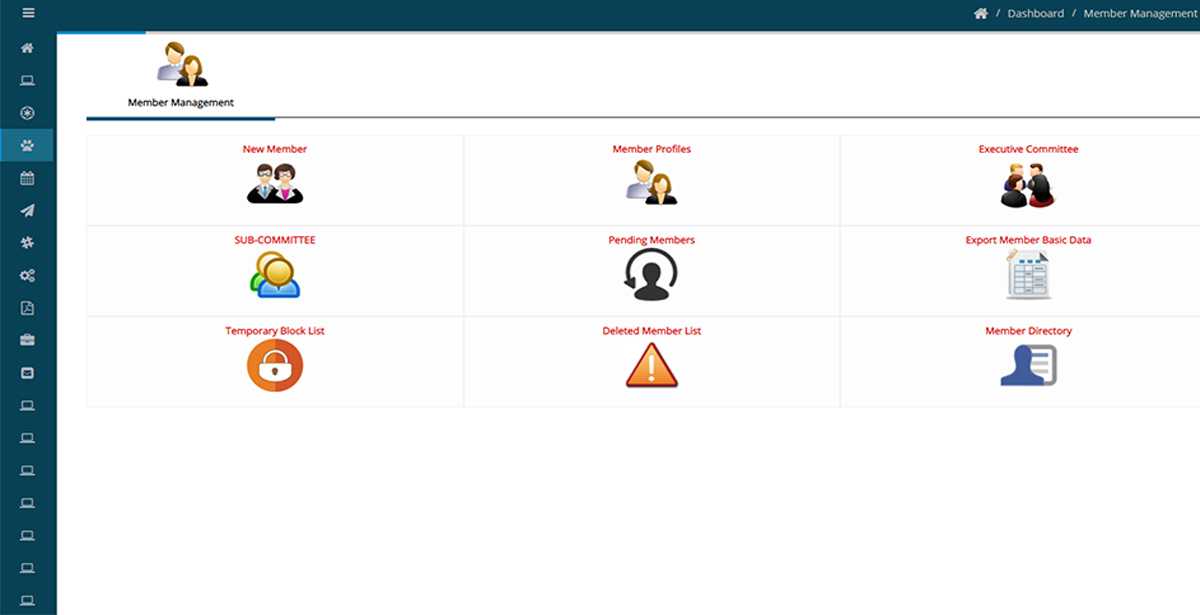 / Dashboard / Member Management
Member Management
New Member
Member Profiles
Executive Committee
SUB-COMMITTEE
Pending Members
Export Member Basic Data
Temporary Block List
Deleted Member List
Member Directory